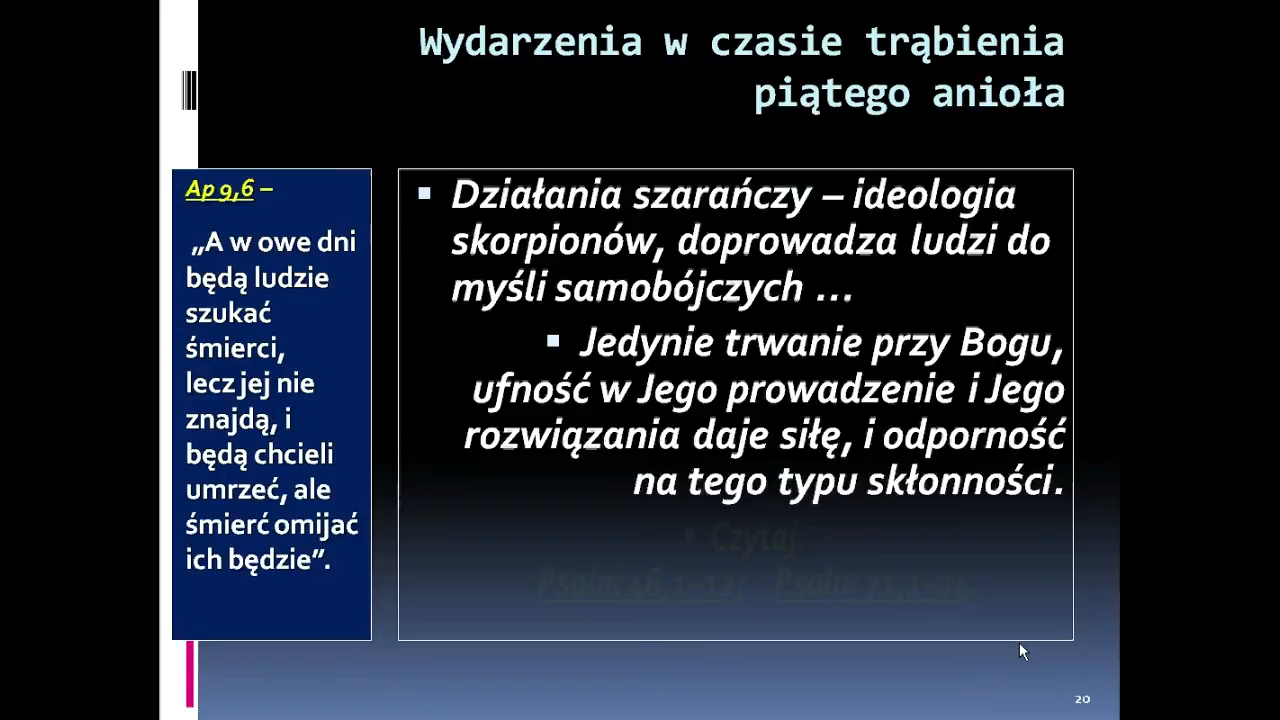 Wydarzenia w czasie trąbienia
piątego anioła
Ap 9,6 –
„A w owe dni
będą ludzie
szukać
śmierci,
lecz jej nie
znajdą, i
będą chcieli
umrzeć, ale
śmierć omijać
ich będzie”.
▪ Działania szarańczy – ideologia
skorpionów, doprowadza ludzi do
myśli samobójczych ...
▪ Jedynie trwanie przy Bogu,
ufność w Jego prowadzenie i Jego
rozwiązania daje siłę, i odporność
na tego typu skłonności.
▪ Czytaj:
Psalm Psalm
20